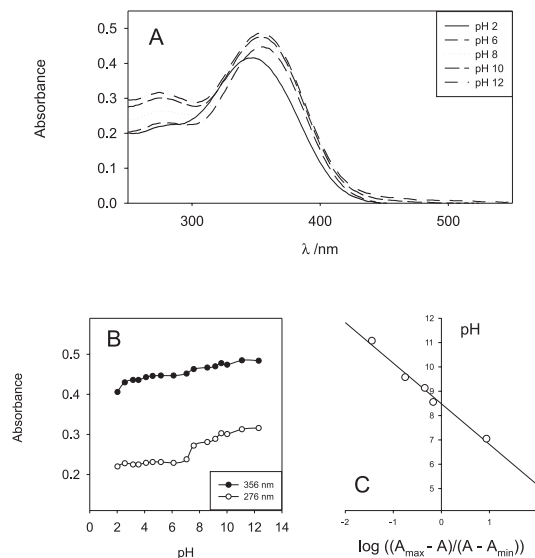 A
pH 2
pH 6
pH 8
pH 10
pH 12
Absorbance
0.5
0.4
0.3
0.2
0.1
0.0
300
400
500
λ /nm
B
Absorbance
0.5
0.4
0.3
0.2
356 nm
276 nm
0 2 4 6 8 10 12 14
pH
pH
12
11
10
9
8
7
6
5
C
-2 -1 0 1 2
log ((Amax - A)/(A - Amin))